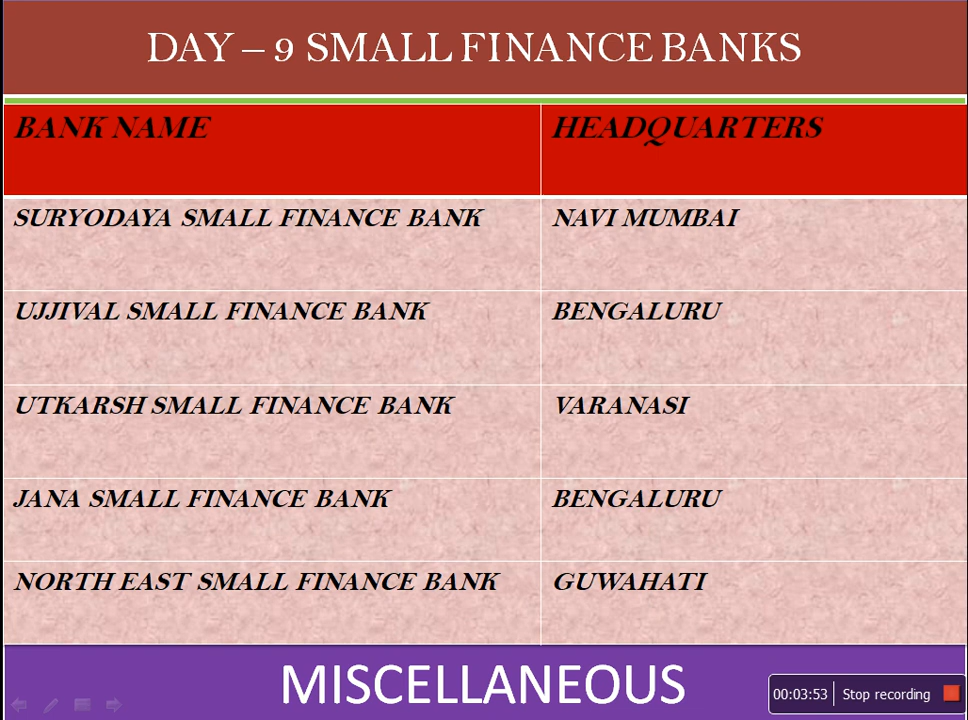 DAY – 9 SMALL FINANCE BANKS
BANK NAME
HEADQUARTERS
SURYODAYA SMALL FINANCE BANK
NAVI MUMBAI
UJJIVAL SMALL FINANCE BANK
BENGALURU
UTKARSH SMALL FINANCE BANK
VARANASI
JANA SMALL FINANCE BANK
BENGALURU
NORTH EAST SMALL FINANCE BANK
GUWAHATI
MISCELLANEOUS
00:03:53 Stop recording